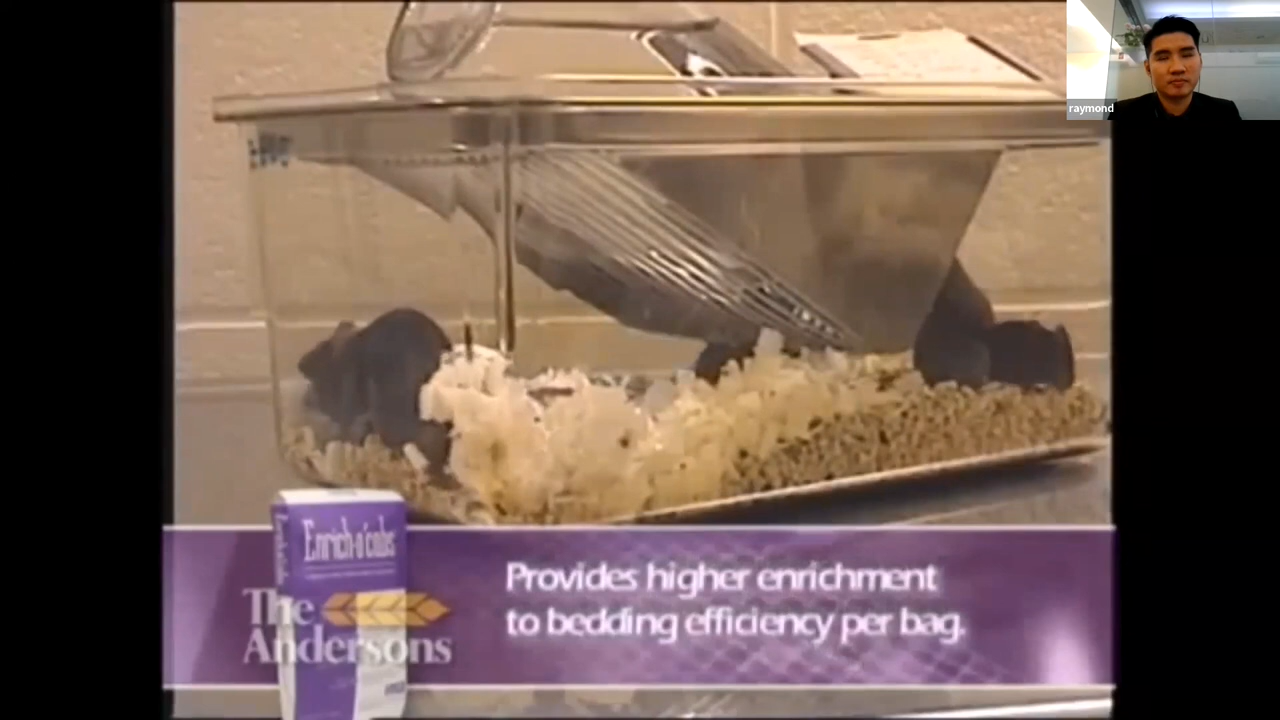 raymond
Enrich-o'cobs
The
Andersons
Provides higher enrichment
to bedding efficiency per bag.